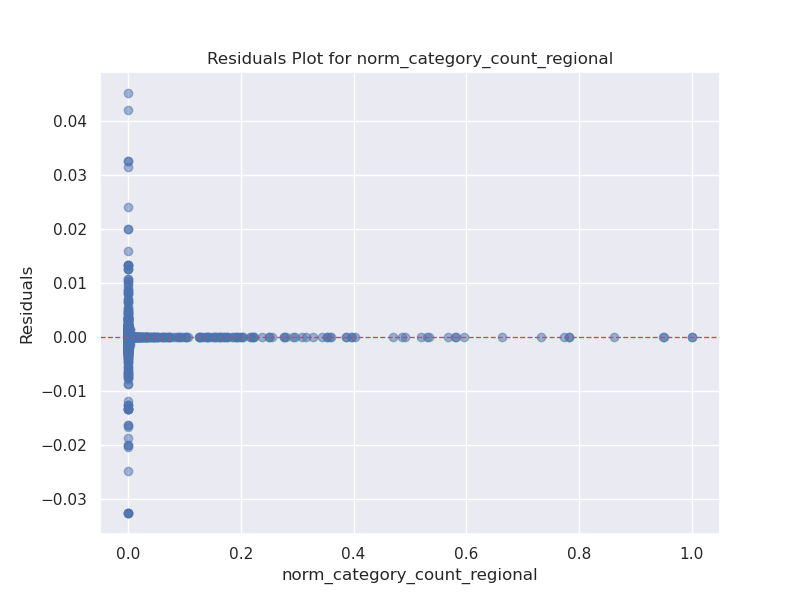 Residuals Plot for norm_category_count_regional
0.04
0.03
0.02
0.01
0.00
−0.01
−0.02
−0.03
Residuals
0.0 0.2 0.4 0.6 0.8 1.0
norm_category_count_regional